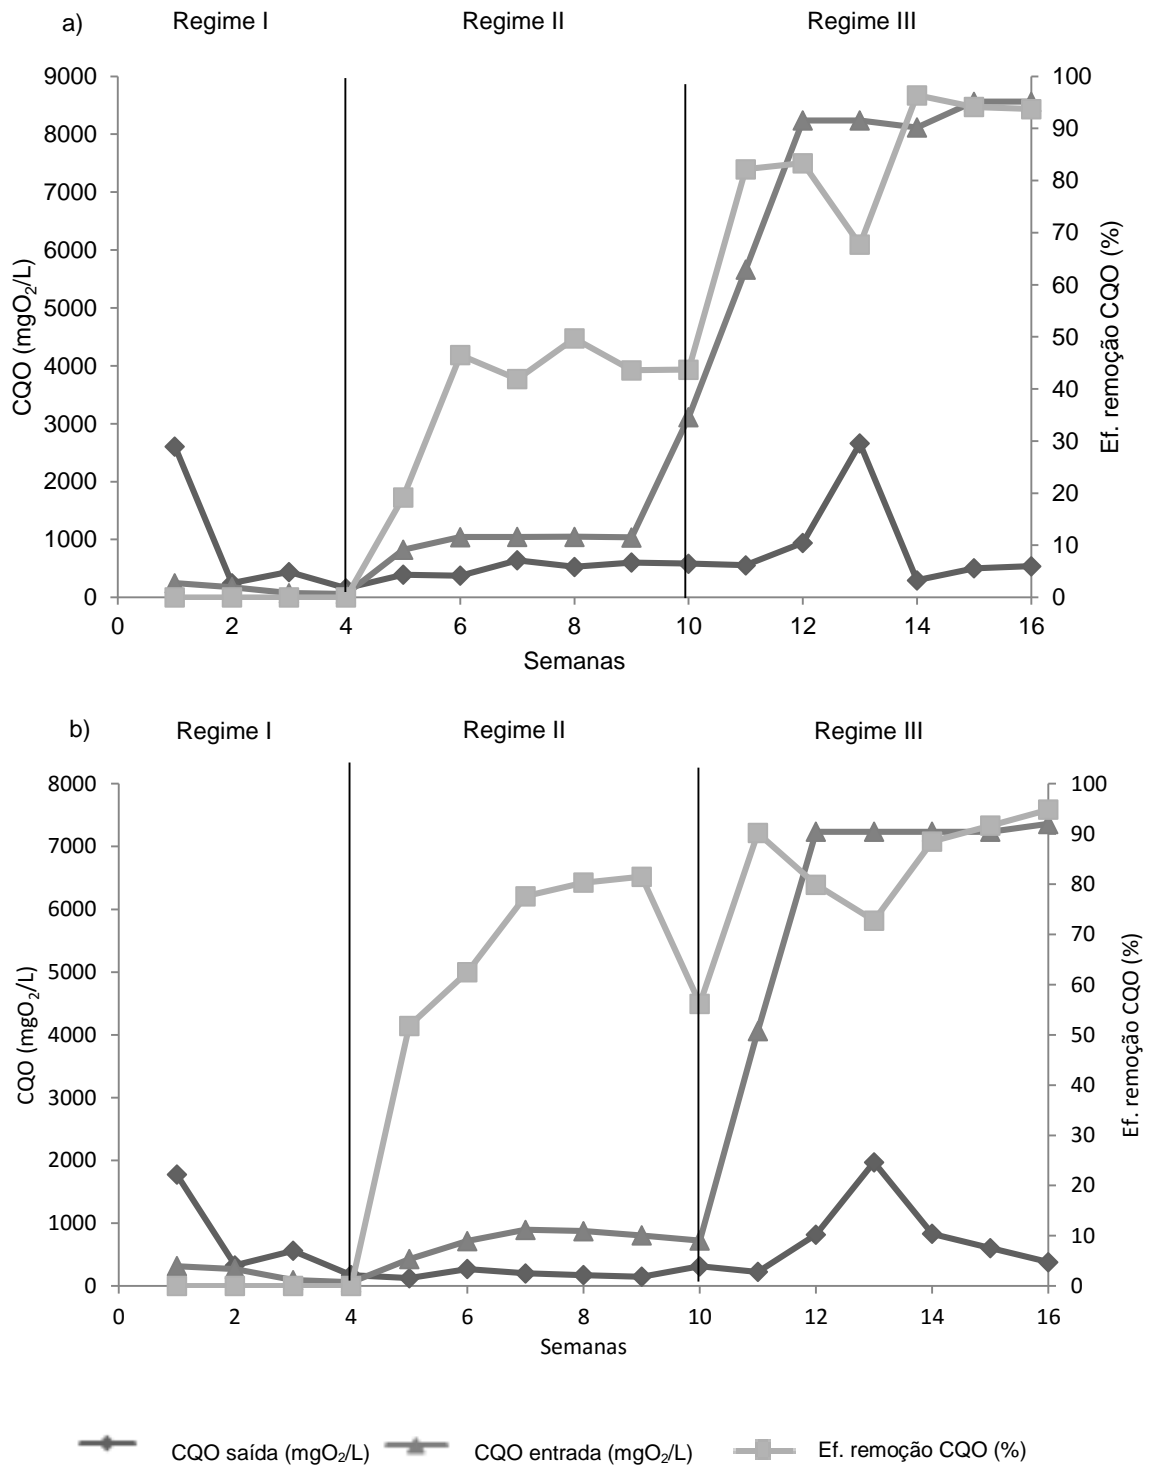 a)
Regime I
Regime II
Regime III
9000
8000
7000
6000
5000
4000
3000
2000
1000
0
CQO (mgO₂/L)
100
90
80
70
60
50
40
30
20
10
0
Ef. remoção CQO (%)
0 2 4 6 8 10 12 14 16
Semanas
b)
Regime I
Regime II
Regime III
8000
7000
6000
5000
4000
3000
2000
1000
0
CQO (mgO₂/L)
100
90
80
70
60
50
40
30
20
10
0
Ef. remoção CQO (%)
0 2 4 6 8 10 12 14 16
Semanas
CQO saída (mgO₂/L)
CQO entrada (mgO₂/L)
Ef. remoção CQO (%)